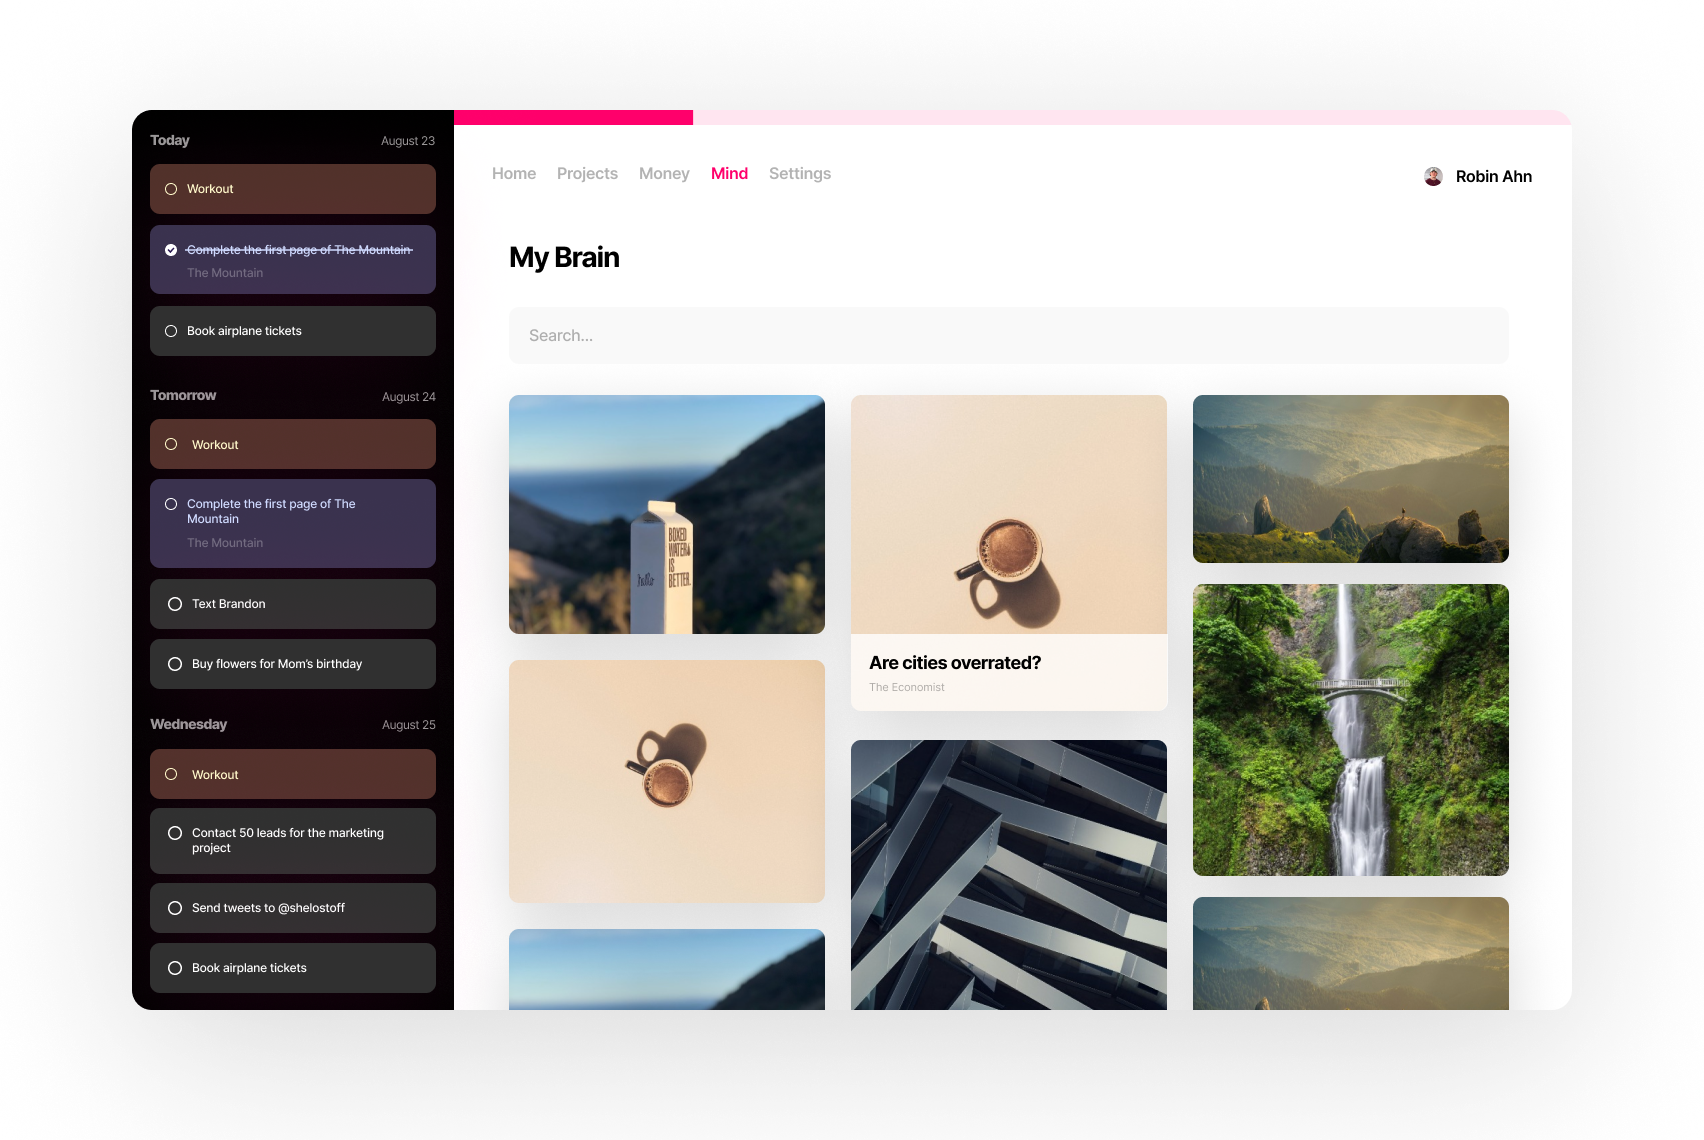 Today
August 23
Workout
Complete the first page of The Mountain
The Mountain
Book airplane tickets
Tomorrow
August 24
Workout
Complete the first page of The
Mountain
The Mountain
Text Brandon
Buy flowers for Mom's birthday
Wednesday
August 25
Workout
Contact 50 leads for the marketing
project
Send tweets to @shelostoff
Book airplane tickets
Home
Projects
Money
Mind
Settings
Robin Ahn
My Brain
Search...
hello
BOXED
WATER
IS
BETTER.
Are cities overrated?
The Economist